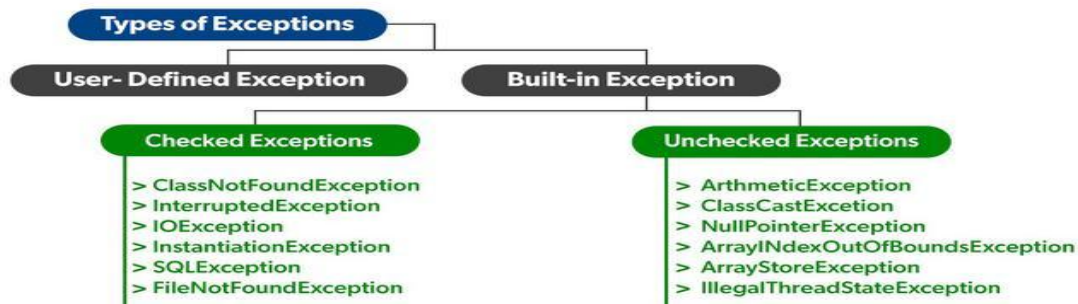 Types of Exceptions
User- Defined Exception
Built-in Exception
Checked Exceptions
> ClassNotFoundException
> InterruptedException
> IOException
> InstantiationException
> SQLException
> FileNotFoundException
Unchecked Exceptions
> ArthmeticException
> ClassCastExcetion
> NullPointerException
> ArrayINdexOutOfBoundsException
> ArrayStoreException
> IllegalThreadStateException